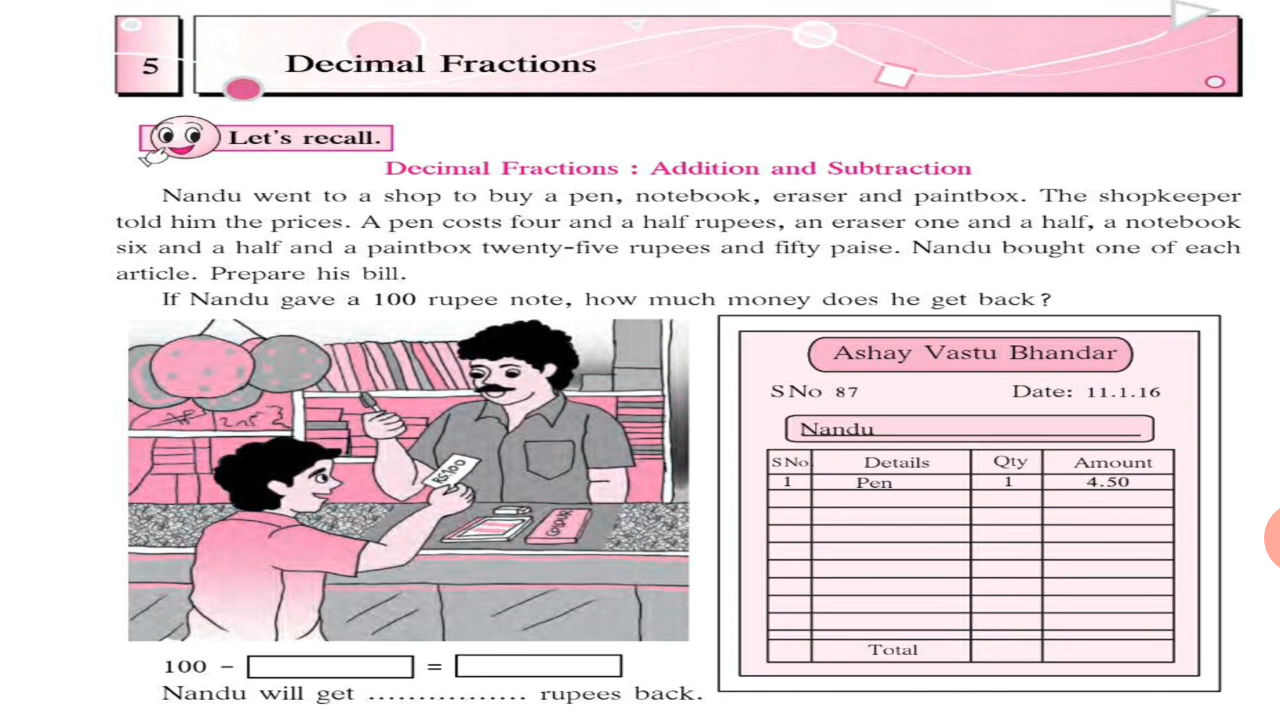 5
Decimal Fractions
Let's recall.
Decimal Fractions : Addition and Subtraction
Nandu went to a shop to buy a pen, notebook, eraser and paintbox. The shopkeeper
told him the prices. A pen costs four and a half rupees, an eraser one and a half, a notebook
six and a half and a paintbox twenty-five rupees and fifty paise. Nandu bought one of each
article. Prepare his bill.
If Nandu gave a 100 rupee note, how much money does he get back?
RS100
COLOUR
100 - =
Nandu will get ................ rupees back.
Ashay Vastu Bhandar
S No 87 Date: 11.1.16
Nandu
S No. Details Qty Amount
1 Pen 1 4.50
Total